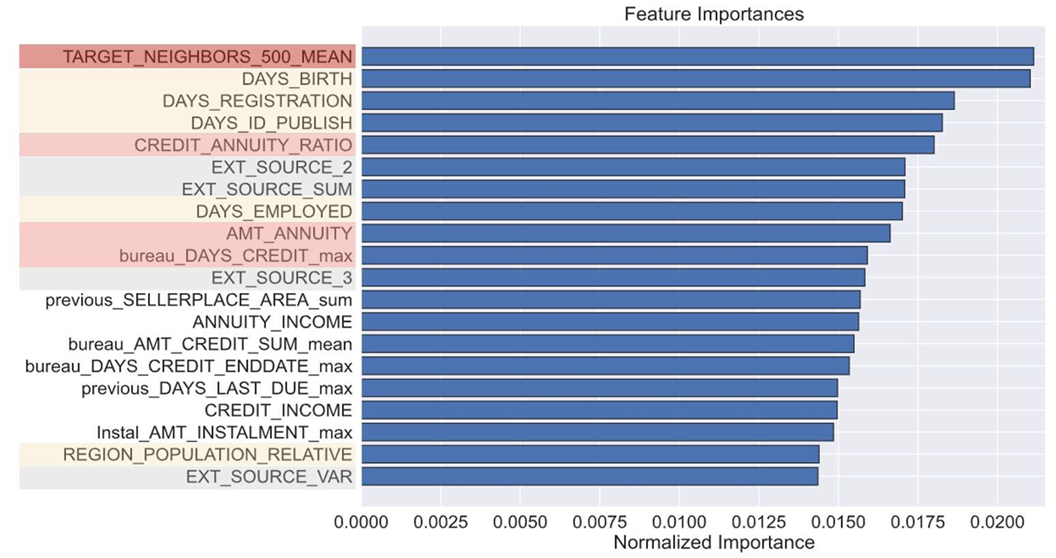 Feature Importances
TARGET_NEIGHBORS_500_MEAN
DAYS_BIRTH
DAYS_REGISTRATION
DAYS_ID_PUBLISH
CREDIT_ANNUITY_RATIO
EXT_SOURCE_2
EXT_SOURCE_SUM
DAYS_EMPLOYED
AMT_ANNUITY
bureau_DAYS_CREDIT_max
EXT_SOURCE_3
previous_SELLERPLACE_AREA_sum
ANNUITY_INCOME
bureau_AMT_CREDIT_SUM_mean
bureau_DAYS_CREDIT_ENDDATE_max
previous_DAYS_LAST_DUE_max
CREDIT_INCOME
Instal_AMT_INSTALMENT_max
REGION_POPULATION_RELATIVE
EXT_SOURCE_VAR
0.0000 0.0025 0.0050 0.0075 0.0100 0.0125 0.0150 0.0175 0.0200
Normalized Importance